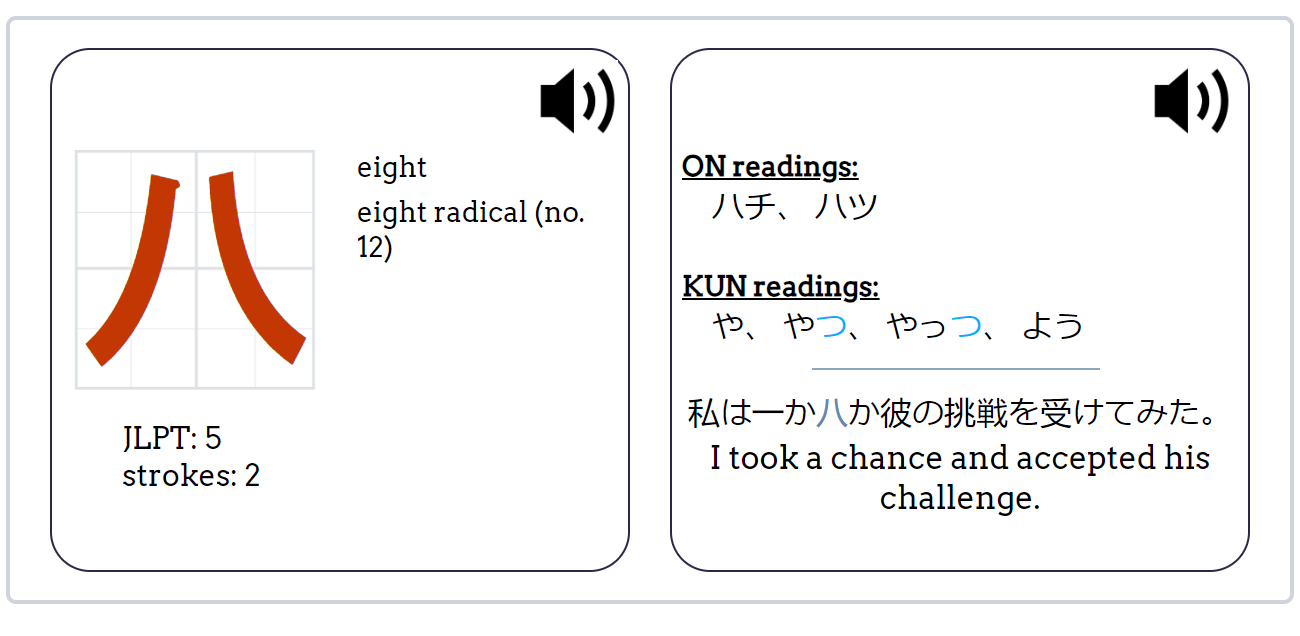 八
eight
eight radical (no.
12)
JLPT: 5
strokes: 2
ON readings:
ハチ、 ハツ
KUN readings:
や、 やつ、 やっつ、 よう
私は一か八か彼の挑戦を受けてみた。
I took a chance and accepted his
challenge.